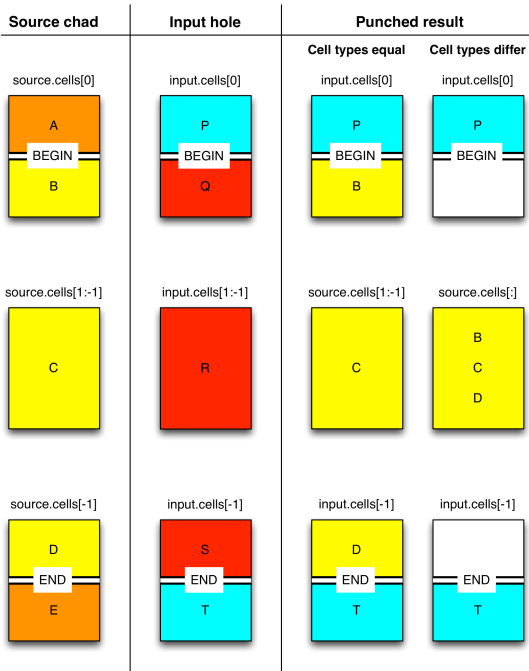 Source chad Input hole Punched result
Cell types equal Cell types differ
source.cells[0] input.cells[0] input.cells[0] input.cells[0]
A P P P
BEGIN BEGIN BEGIN BEGIN
B Q B
source.cells[1:-1] input.cells[1:-1] source.cells[1:-1] source.cells[:]
B
C R C C
D
source.cells[-1] input.cells[-1] input.cells[-1] input.cells[-1]
D S D
END END END END
E T T T